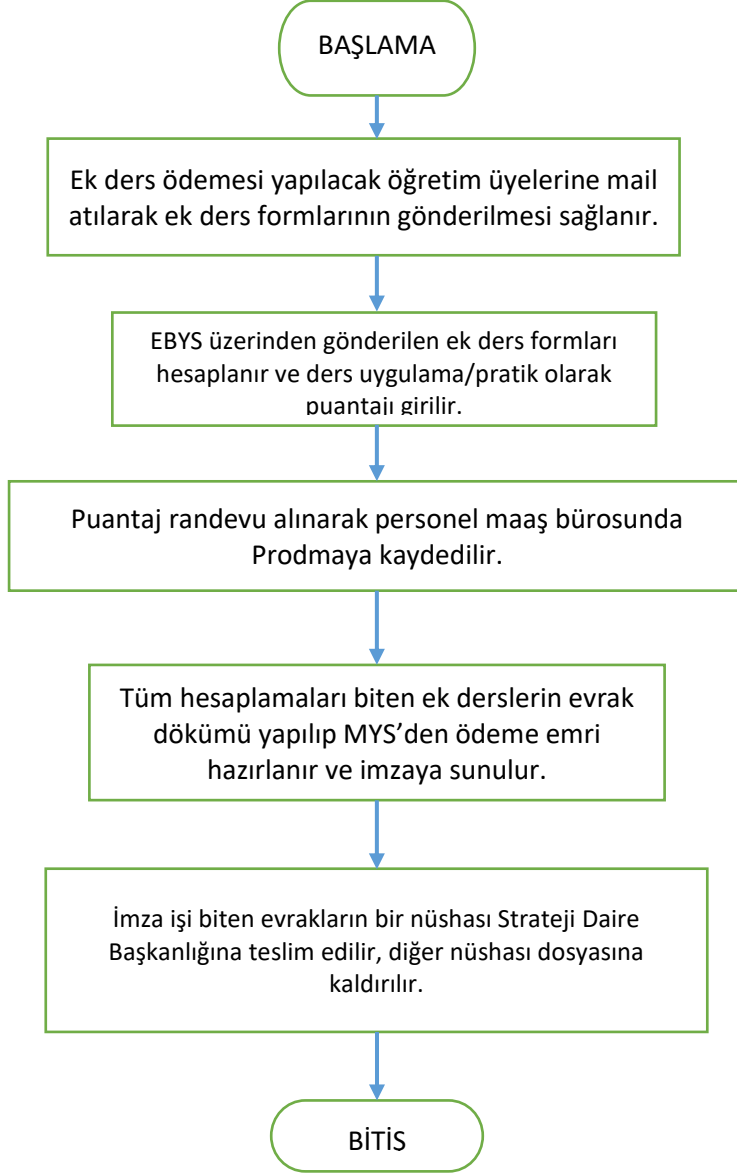 BAŞLAMA
Ek ders ödemesi yapılacak öğretim üyelerine mail
atılarak ek ders formlarının gönderilmesi sağlanır.
EBYS üzerinden gönderilen ek ders formları
hesaplanır ve ders uygulama/pratik olarak
puantajı girilir.
Puantaj randevu alınarak personel maaş bürosunda
Prodmaya kaydedilir.
Tüm hesaplamaları biten ek derslerin evrak
dökümü yapılıp MYS’den ödeme emri
hazırlanır ve imzaya sunulur.
İmza işi biten evrakların bir nüshası Strateji Daire
Başkanlığına teslim edilir, diğer nüshası dosyasına
kaldırılır.
BİTİS